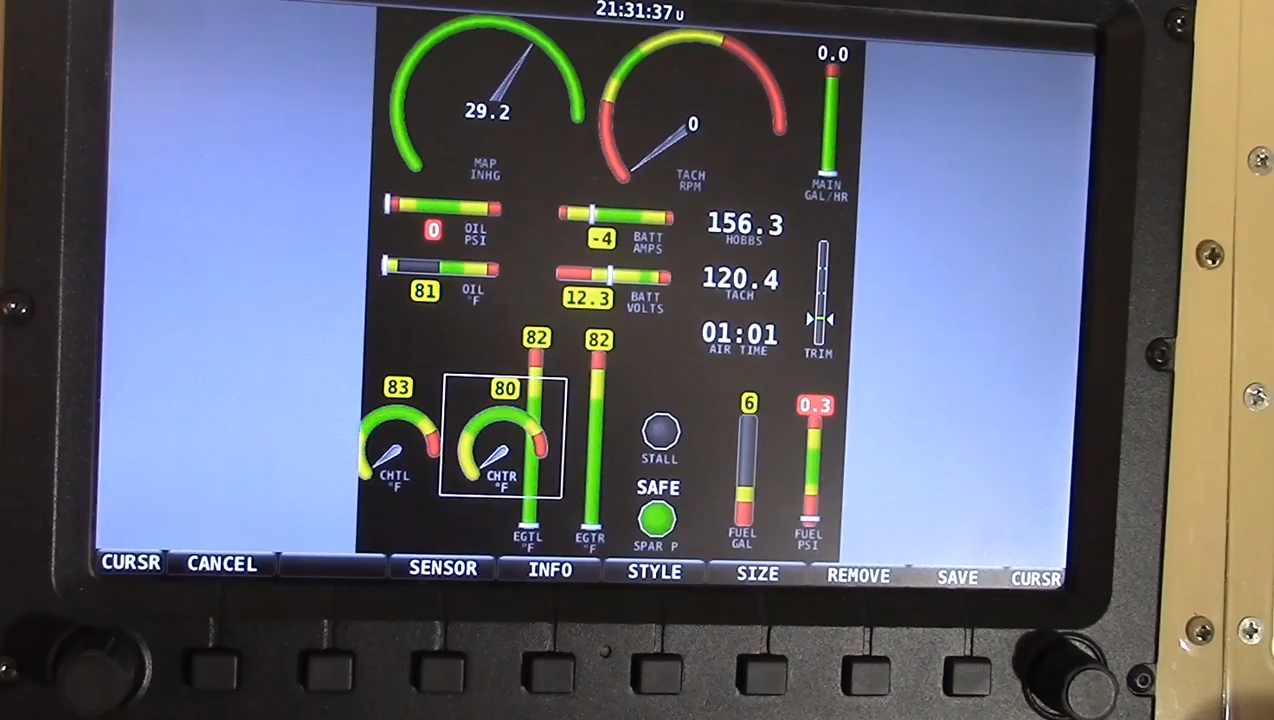 21:31:37U
29.2
MAP
INHG
0
TACH
RPM
0.0
MAIN
GAL/HR
0
OIL
PSI
-4
BATT
AMPS
156.3
HOBBS
81
OIL
°F
12.3
BATT
VOLTS
120.4
TACH
01:01
AIR TIME
TRIM
83
CHTL
°F
80
CHTR
°F
82
EGTL
°F
82
EGTR
°F
STALL
SAFE
SPAR P
6
FUEL
GAL
0.3
FUEL
PSI
CURSR CANCEL SENSOR INFO STYLE SIZE REMOVE SAVE CURSR